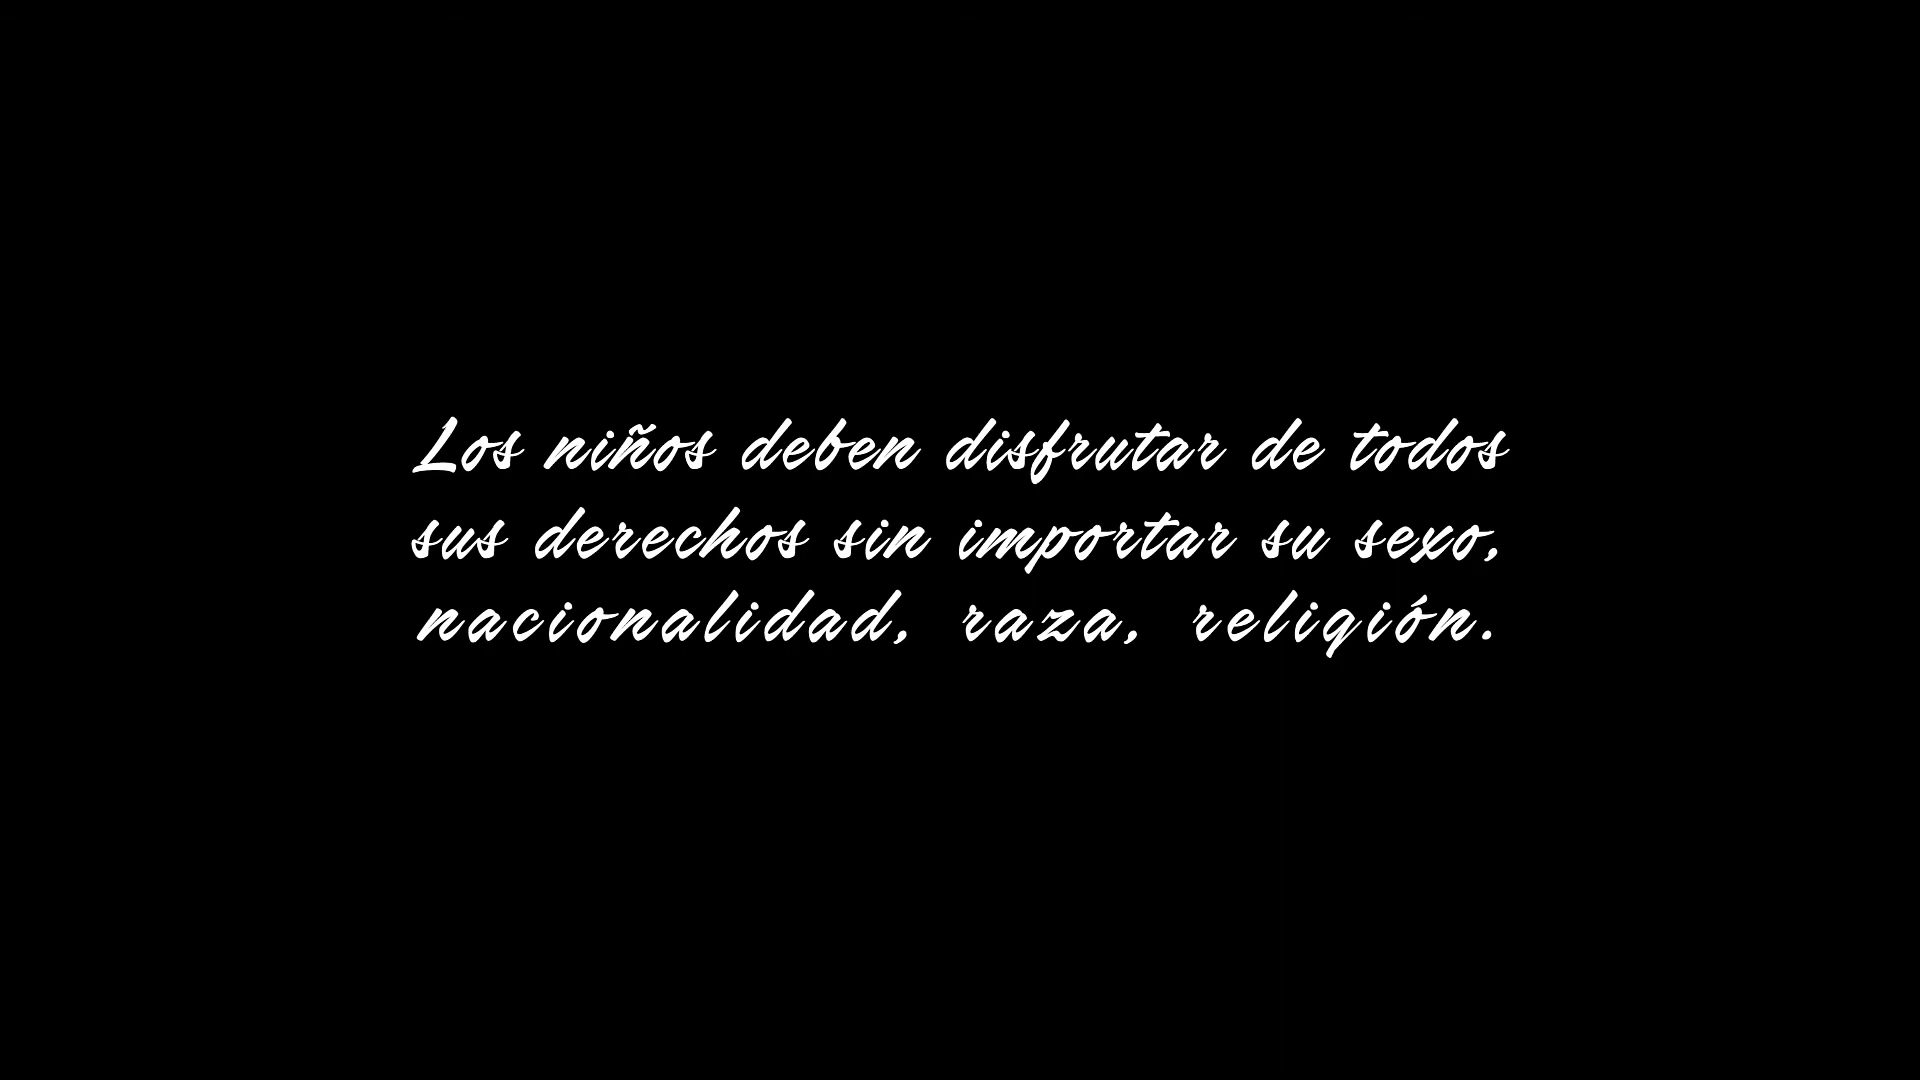 Los niños deben disfrutar de todos
sus derechos sin importar su sexo,
nacionalidad, raza, religión.